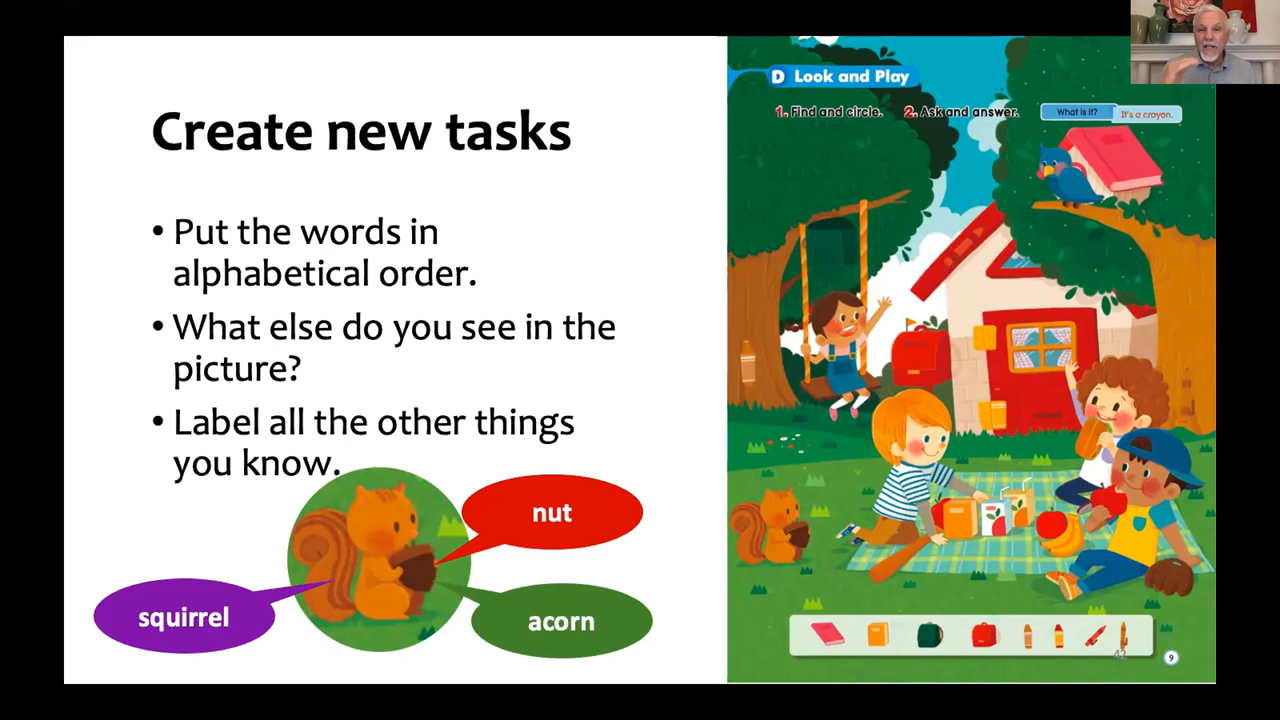 Create new tasks
• Put the words in
alphabetical order.
• What else do you see in the
picture?
• Label all the other things
you know.
nut
squirrel
acorn
D Look and Play
1. Find and circle. 2. Ask and answer.
What is it?
It's a crayon.
42
9